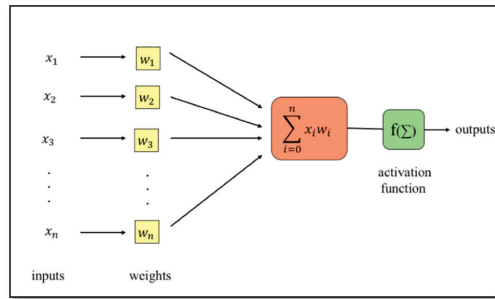 x₁ w₁
x₂ w₂
x₃ w₃
. .
. .
. .
xₙ wₙ
n
∑ xᵢwᵢ
i=0
f(∑)
outputs
activation
function
inputs weights